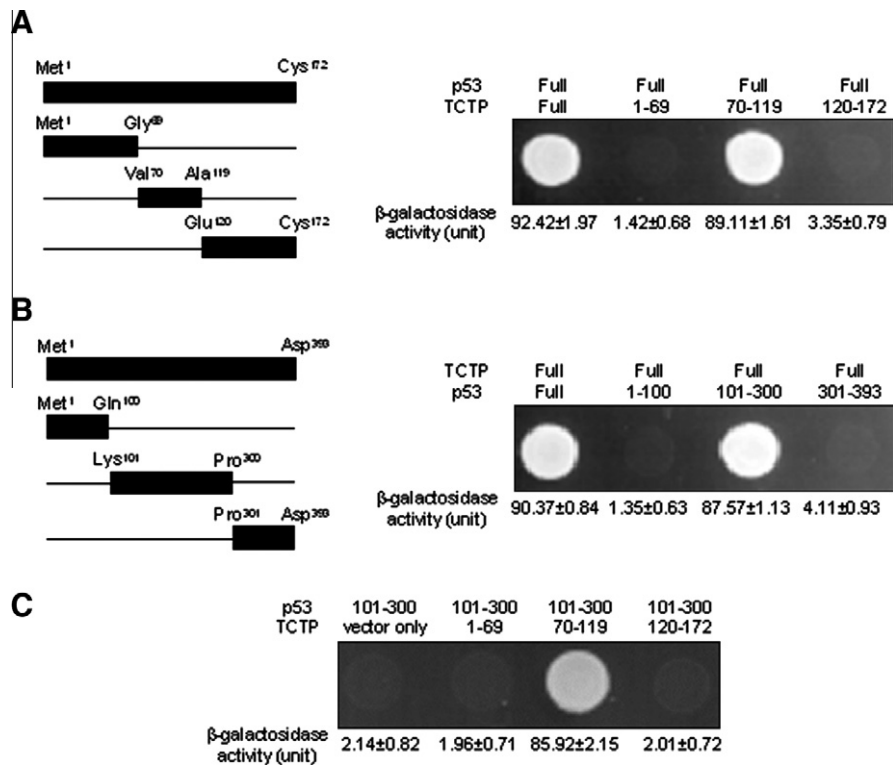 A
Met¹ Cys¹⁷²
Met¹ Gly⁶⁹
Val⁷⁰ Ala¹¹⁹
Glu¹²⁰ Cys¹⁷²
p53 Full Full Full Full
TCTP Full 1-69 70-119 120-172
β-galactosidase
activity (unit) 92.42±1.97 1.42±0.68 89.11±1.61 3.35±0.79
B
Met¹ Asp³⁹³
Met¹ Gln¹⁰⁰
Lys¹⁰¹ Pro³⁰⁰
Pro³⁰¹ Asp³⁹³
TCTP Full Full Full Full
p53 Full 1-100 101-300 301-393
β-galactosidase
activity (unit) 90.37±0.84 1.35±0.63 87.57±1.13 4.11±0.93
C
p53 101-300 101-300 101-300 101-300
TCTP vector only 1-69 70-119 120-172
β-galactosidase
activity (unit) 2.14±0.82 1.96±0.71 85.92±2.15 2.01±0.72